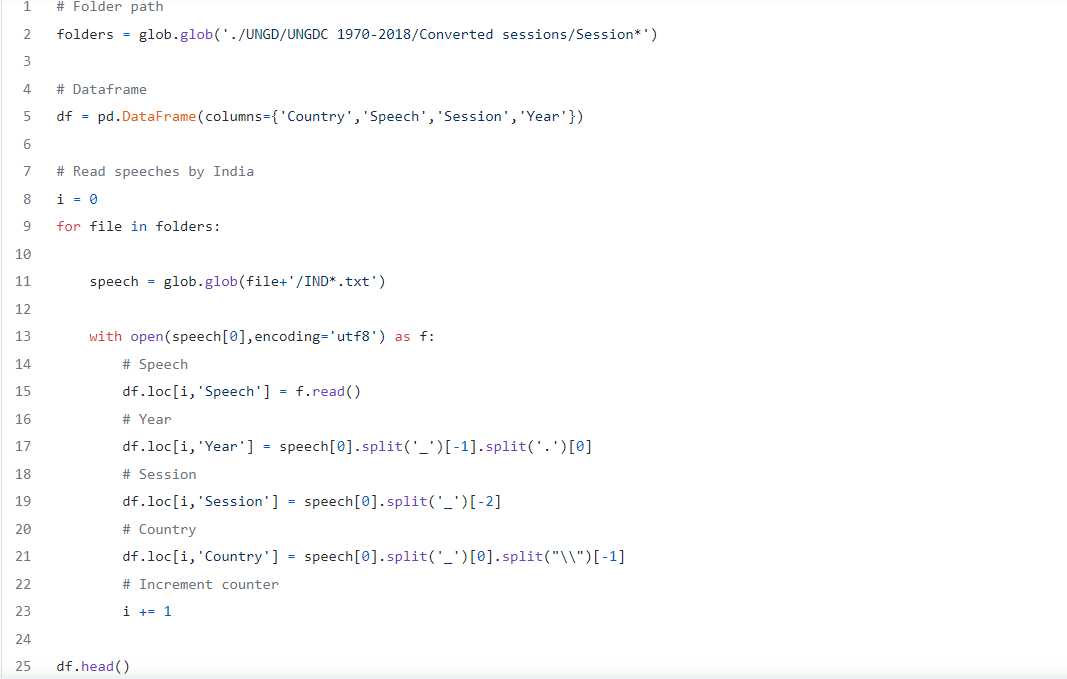 1 # Folder path
2 folders = glob.glob('./UNGD/UNGDC 1970-2018/Converted sessions/Session*')
3
4 # Dataframe
5 df = pd.DataFrame(columns={'Country','Speech','Session','Year'})
6
7 # Read speeches by India
8 i = 0
9 for file in folders:
10
11     speech = glob.glob(file+'/IND*.txt')
12
13     with open(speech[0],encoding='utf8') as f:
14         # Speech
15         df.loc[i,'Speech'] = f.read()
16         # Year
17         df.loc[i,'Year'] = speech[0].split('_')[-1].split('.')[0]
18         # Session
19         df.loc[i,'Session'] = speech[0].split('_')[-2]
20         # Country
21         df.loc[i,'Country'] = speech[0].split('_')[0].split("\\")[-1]
22         # Increment counter
23         i += 1
24
25 df.head()